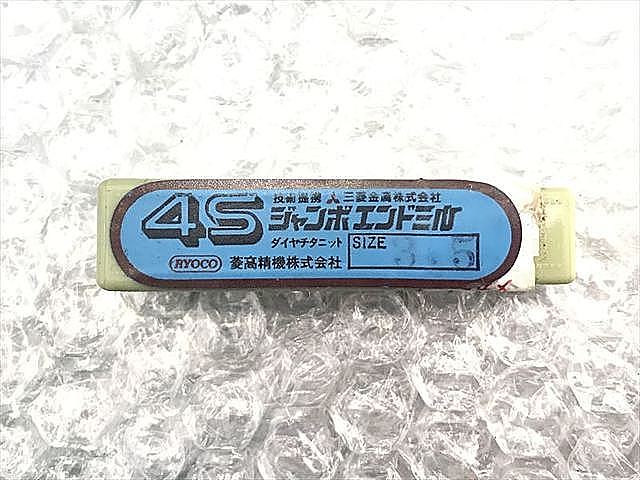 技術提携 三菱金属株式会社
4S ジャンボエンドミル
ダイヤチタニット SIZE
RYOCO 菱高精機株式会社